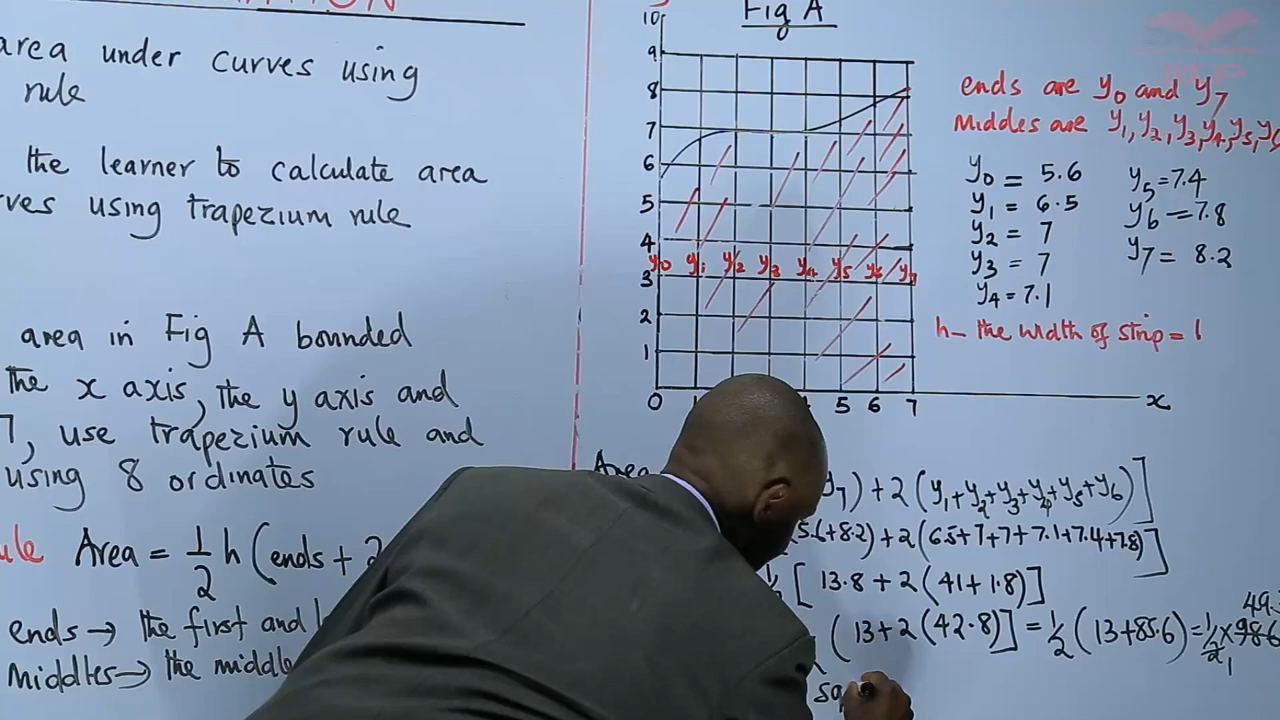 area under curves using
rule
the learner to calculate area
using trapezium rule
area in Fig A bounded
The x axis, the y axis and
7, use trapezium rule and
using 8 ordinates
Area = 1/2 h (ends + 2
ends → the first and
middles → the middle
Fig A
10
9
8
7
6
5
4
y0 y1 y2 y3 y4 y5 y6 y7
3
2
1
0 5 6 7 x
ends are y0 and y7
Middles are y1, y2, y3, y4, y5, y6
y0 = 5.6
y1 = 6.5
y2 = 7
y3 = 7
y4 = 7.1
y5 = 7.4
y6 = 7.8
y7 = 8.2
h - the width of strip = 1
Area
y7) + 2 (y1+y2+y3+y4+y5+y6)]
(5.6+8.2) + 2(6.5+7+7+7.1+7.4+7.8)]
1/2 [13.8 + 2 (41 + 1.8)]
(13 + 2 (42.8)] = 1/2 (13 + 85.6) = 1/2 × 98.6
49.
1